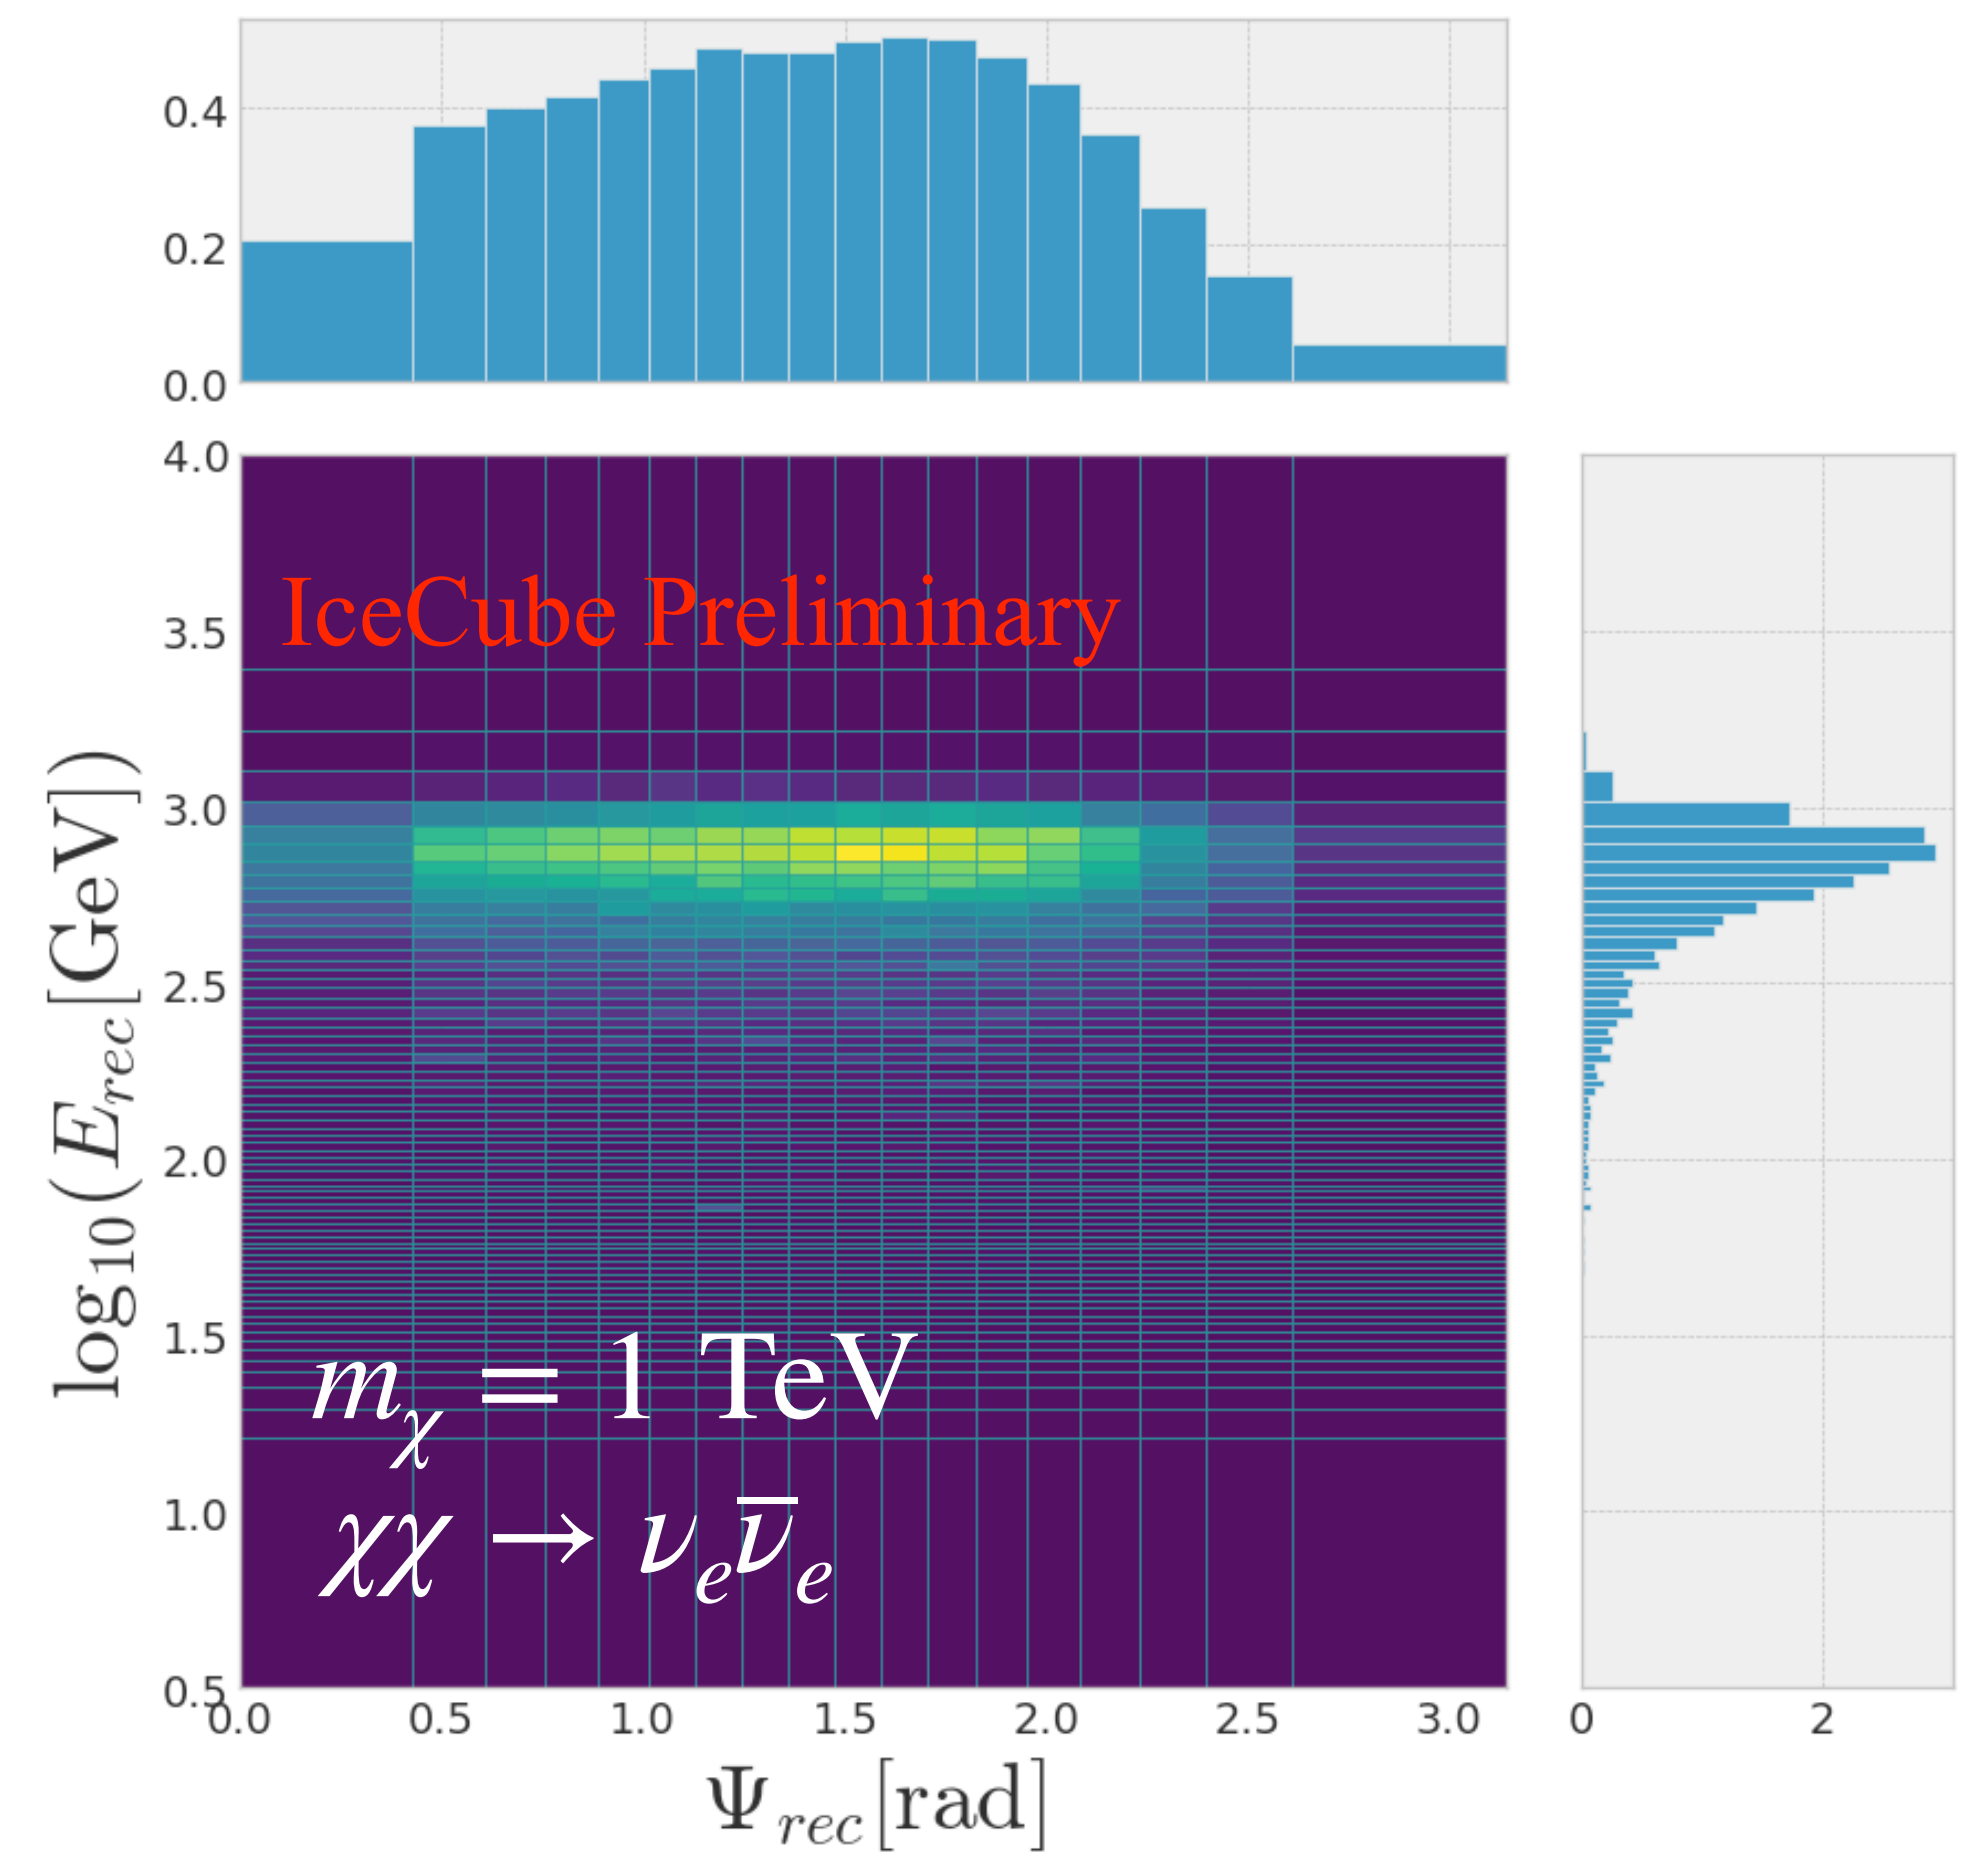 0.4
0.2
0.0
4.0
3.5
3.0
2.5
2.0
1.5
1.0
0.5
log₁₀(E_rec[GeV])
IceCube Preliminary
m_χ = 1 TeV
χχ → ν_e ν̅_e
0.0 0.5 1.0 1.5 2.0 2.5 3.0
Ψ_rec[rad]
0 2